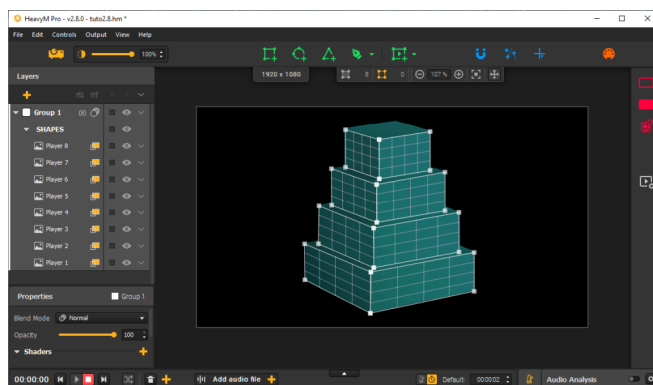 HeavyM Pro - v2.8.0 - tuto2.8.hm *
File Edit Controls Output View Help
100%
1920 x 1080 8 0 107 %
Layers
Group 1 (8)
SHAPES
Player 8
Player 7
Player 6
Player 5
Player 4
Player 3
Player 2
Player 1
Properties Group 1
Blend Mode Normal
Opacity 100
Shaders
00:00:00 Add audio file Default: 00:00:02 Audio Analysis